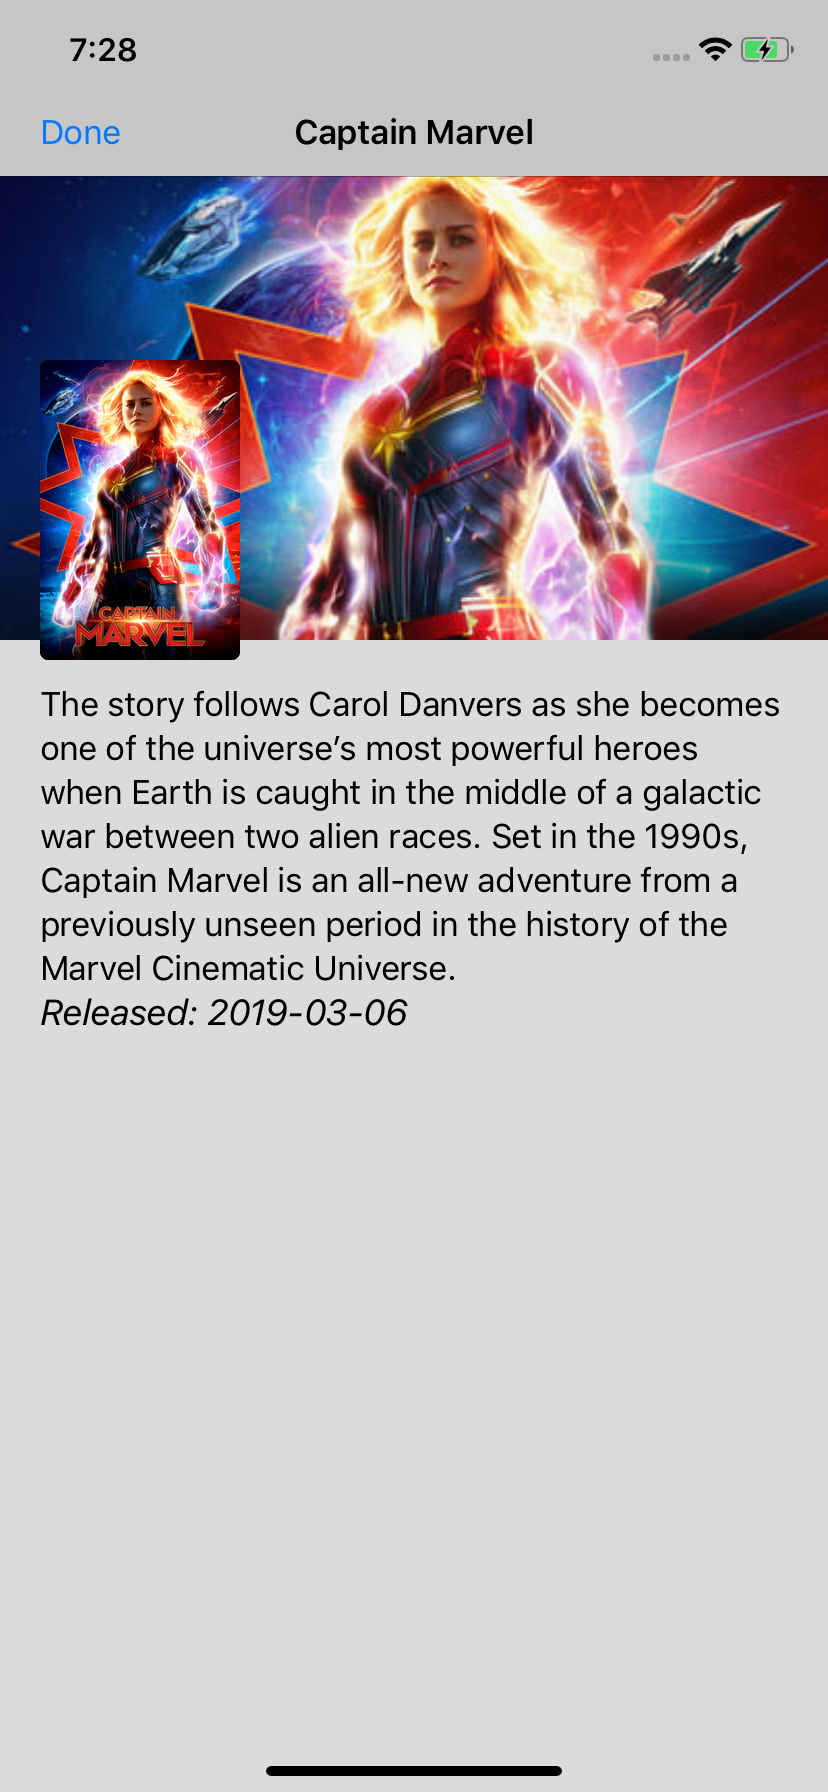 7:28
Done
Captain Marvel
CAPTAIN
MARVEL
The story follows Carol Danvers as she becomes
one of the universe’s most powerful heroes
when Earth is caught in the middle of a galactic
war between two alien races. Set in the 1990s,
Captain Marvel is an all-new adventure from a
previously unseen period in the history of the
Marvel Cinematic Universe.
Released: 2019-03-06